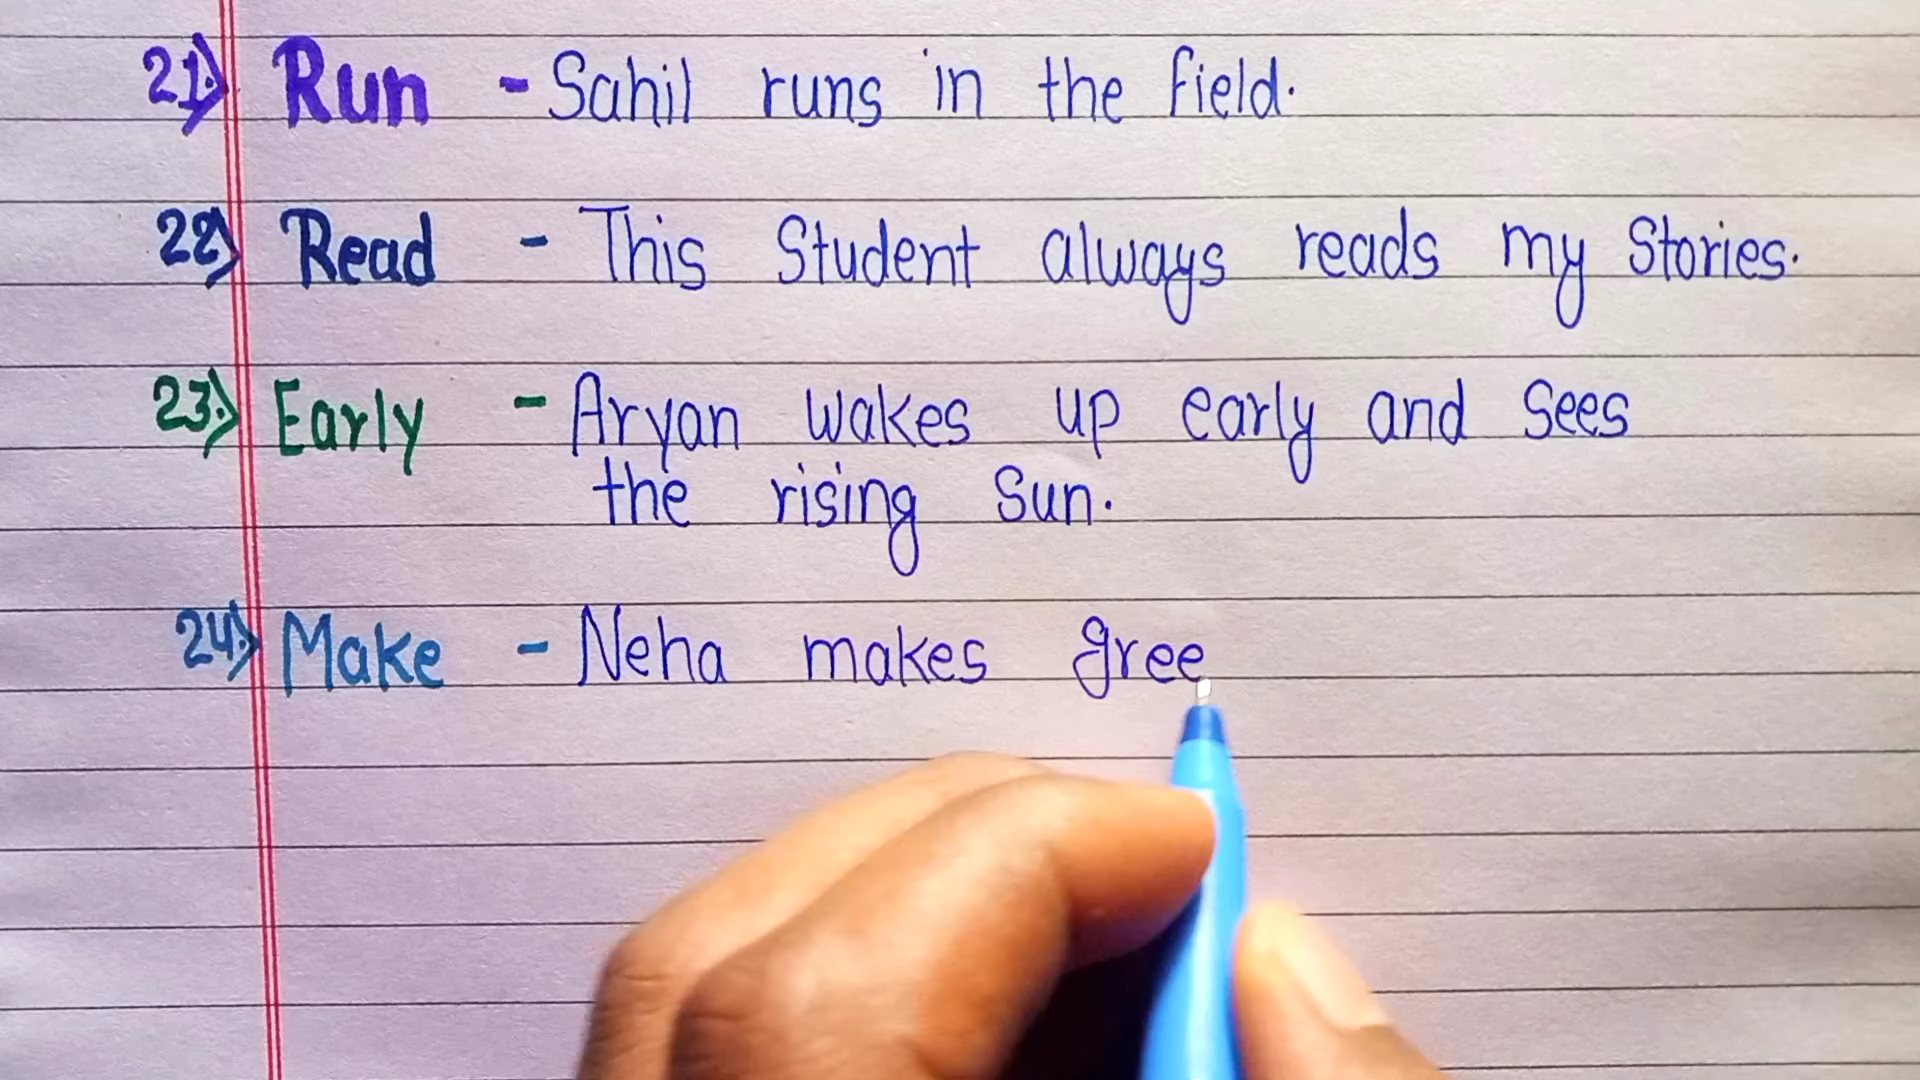 21.) Run - Sahil runs in the field.
22.) Read - This Student always reads my Stories.
23.) Early - Aryan wakes up early and Sees
the rising Sun.
24.) Make - Neha makes gree